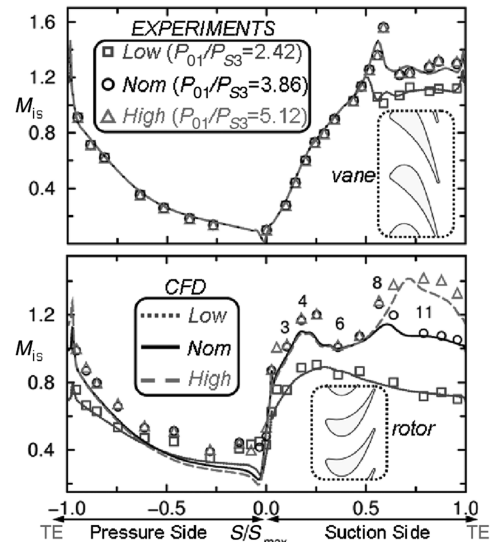 EXPERIMENTS
Low (P01/PS3=2.42)
Nom (P01/PS3=3.86)
High (P01/PS3=5.12)
1.6
1.2
Mis
0.8
0.4
vane
CFD
Low
Nom
High
3
4
6
8
11
1.2
Mis
0.8
0.4
rotor
-1.0
-0.5
0.0
0.5
1.0
TE
Pressure Side
S/Smax
Suction Side
TE